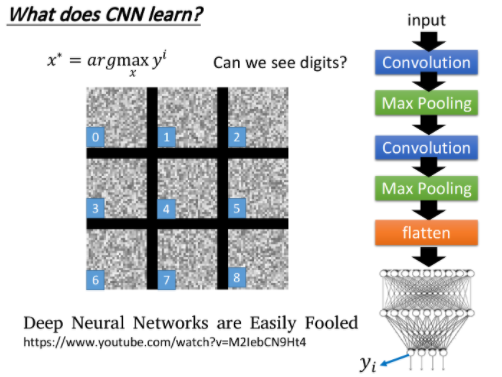 What does CNN learn?
x* = arg max_x y^i
Can we see digits?
0 1 2
3 4 5
6 7 8
Deep Neural Networks are Easily Fooled
https://www.youtube.com/watch?v=M2IebCN9Ht4
input
Convolution
Max Pooling
Convolution
Max Pooling
flatten
y_i